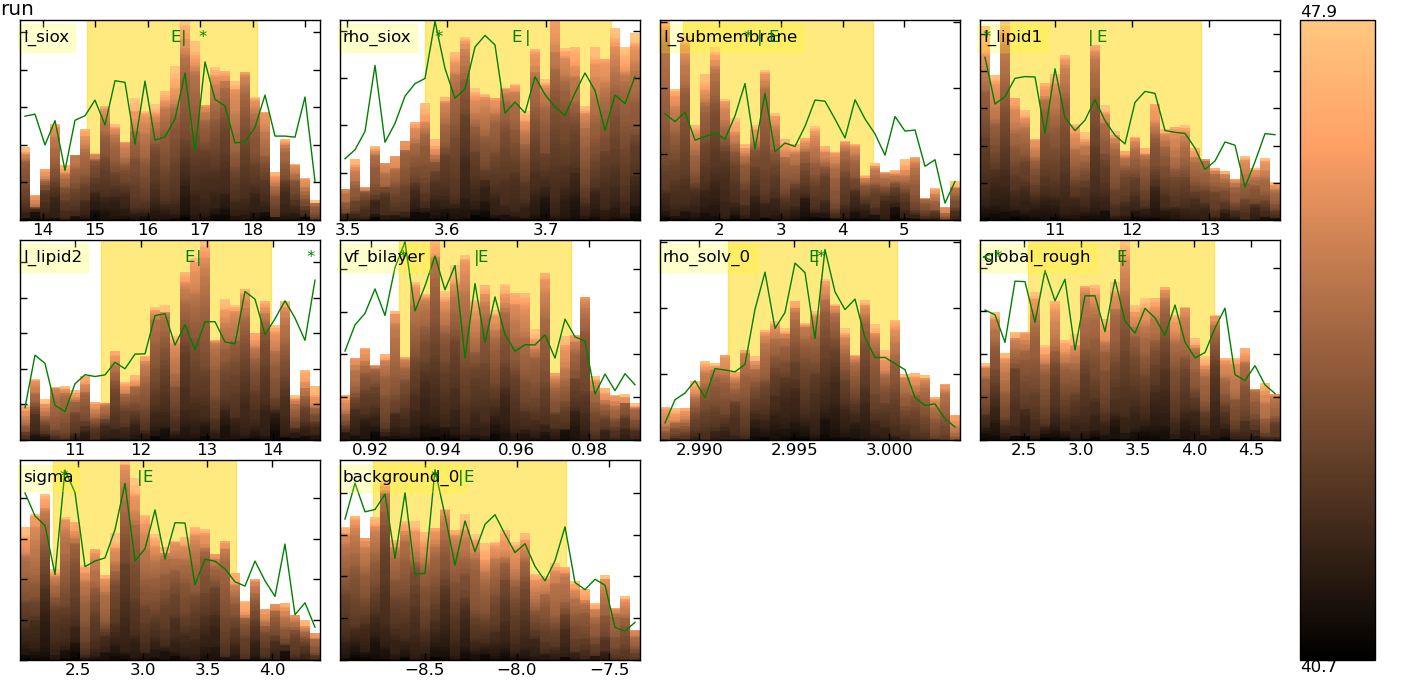 run
47.9
l_siox E| *
rho_siox * E |
l_submembrane * | E
l_lipid1 * | E
14 15 16 17 18 19
3.5 3.6 3.7
2 3 4 5
11 12 13
l_lipid2 E| *
vf_bilayer * |E
rho_solv_0 E|*
global_rough <* E|
11 12 13 14
0.92 0.94 0.96 0.98
2.990 2.995 3.000
2.5 3.0 3.5 4.0 4.5
sigma * |E
background_0 * |E
2.5 3.0 3.5 4.0
−8.5 −8.0 −7.5
40.7